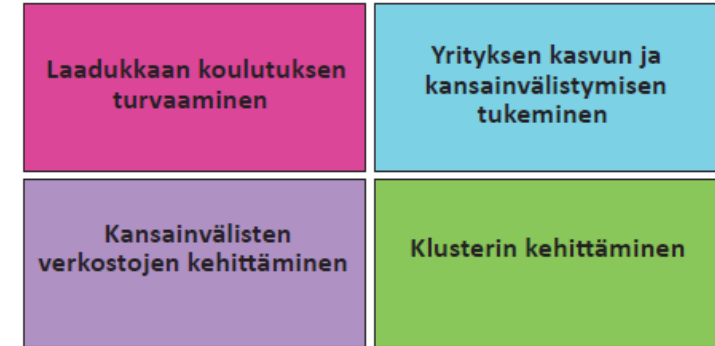 Laadukkaan koulutuksen
turvaaminen
Yrityksen kasvun ja
kansainvälistymisen
tukeminen
Kansainvälisten
verkostojen kehittäminen
Klusterin kehittäminen